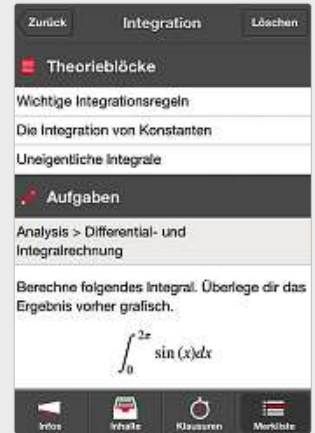 Zurück Integration Löschen
Theorieblöcke
Wichtige Integrationsregeln
Die Integration von Konstanten
Uneigentliche Integrale
Aufgaben
Analysis > Differential- und
Integralrechnung
Berechne folgendes Integral. Überlege dir das
Ergebnis vorher grafisch.
∫₀^{2π} sin (x)dx
Infos Inhalte Klausuren Merkliste